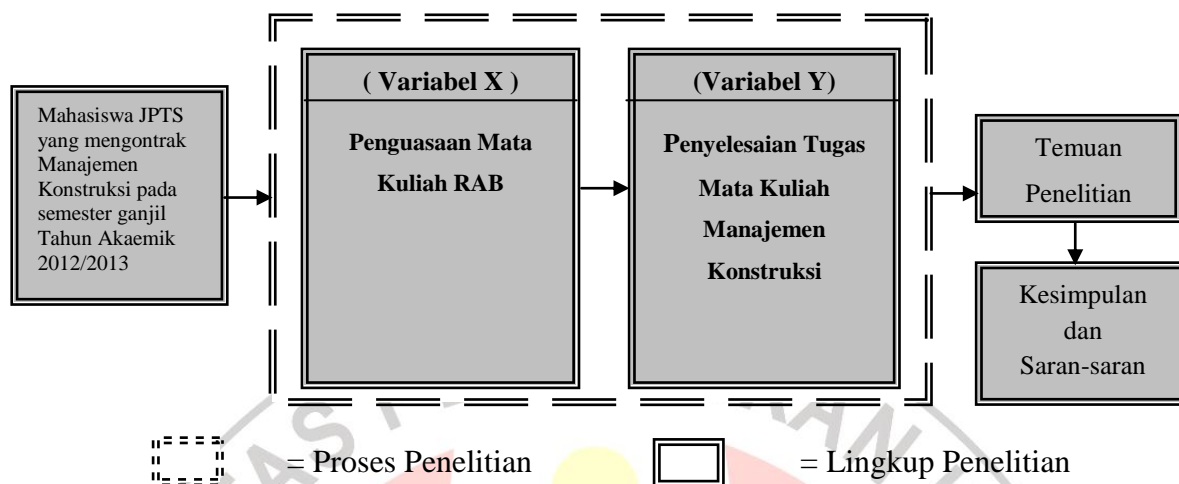 Mahasiswa JPTS
yang mengontrak
Manajemen
Konstruksi pada
semester ganjil
Tahun Akaemik
2012/2013
( Variabel X )
Penguasaan Mata
Kuliah RAB
(Variabel Y)
Penyelesaian Tugas
Mata Kuliah
Manajemen
Konstruksi
Temuan
Penelitian
Kesimpulan
dan
Saran-saran
= Proses Penelitian
= Lingkup Penelitian